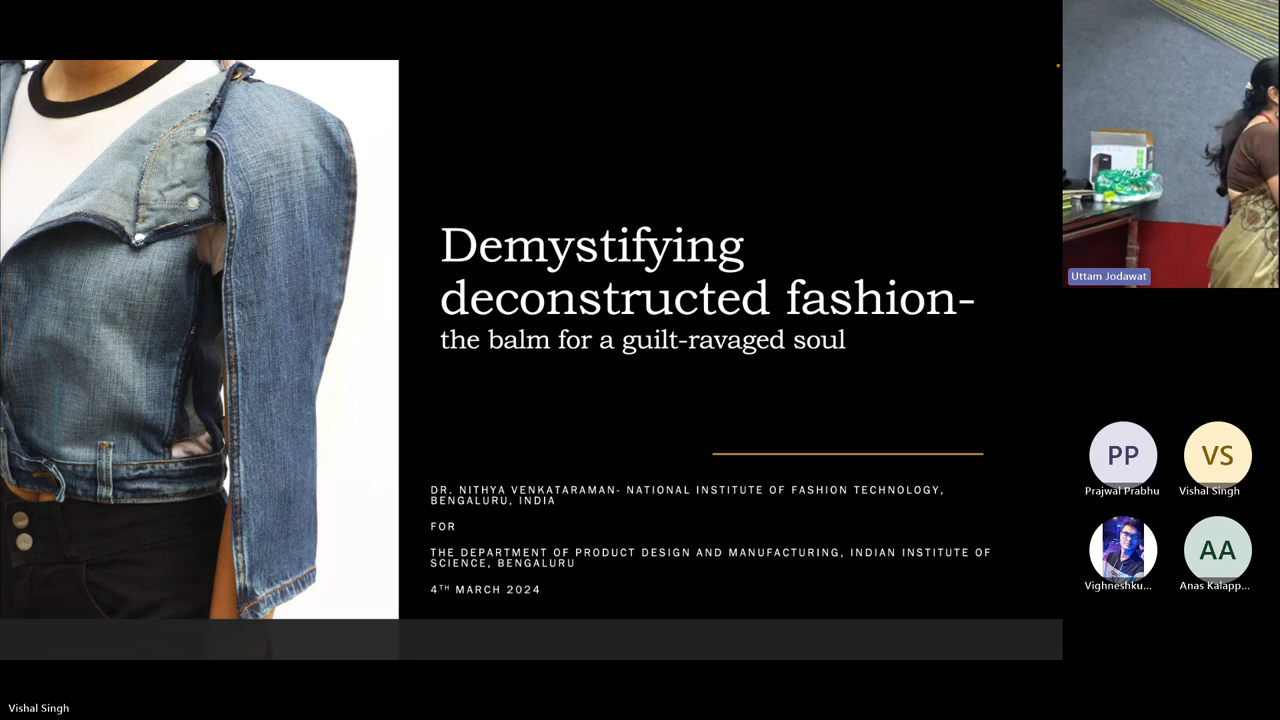 Demystifying
deconstructed fashion-
the balm for a guilt-ravaged soul
DR. NITHYA VENKATARAMAN- NATIONAL INSTITUTE OF FASHION TECHNOLOGY,
BENGALURU, INDIA
FOR
THE DEPARTMENT OF PRODUCT DESIGN AND MANUFACTURING, INDIAN INSTITUTE OF
SCIENCE, BENGALURU
4TH MARCH 2024
Uttam Jodawat
PP
Prajwal Prabhu
VS
Vishal Singh
Vighneshku...
AA
Anas Kalapp...
Vishal Singh